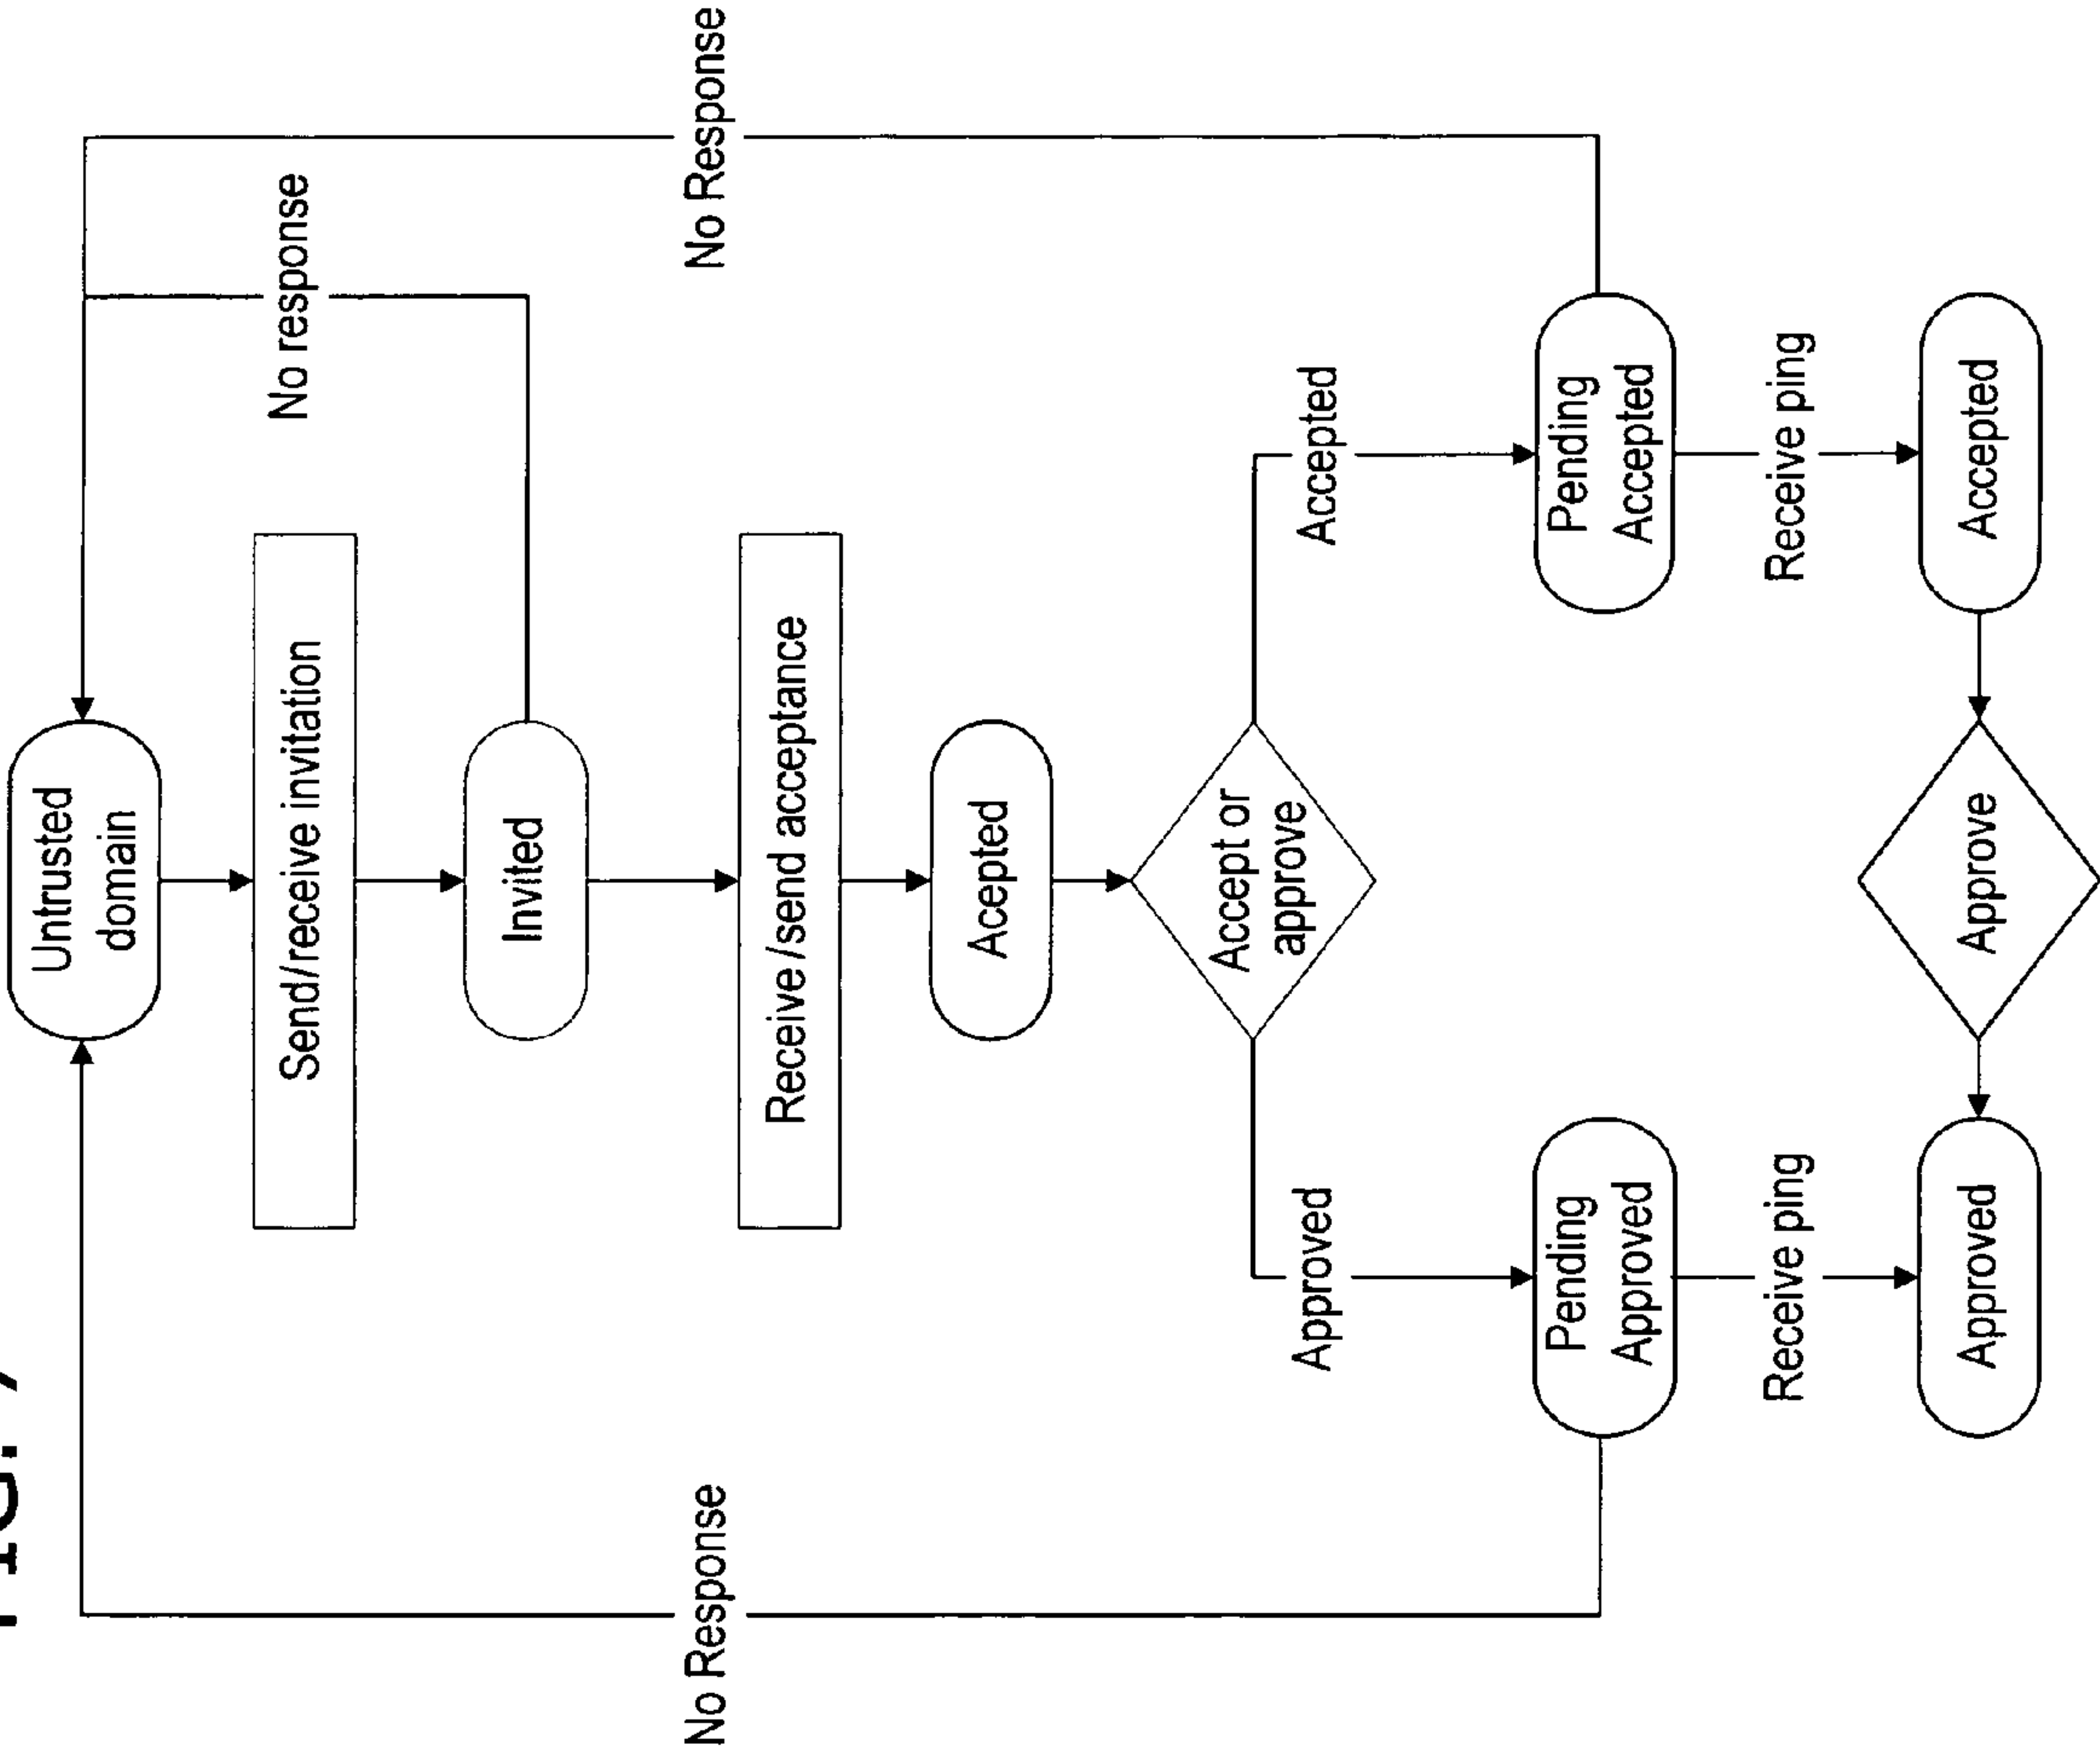 FIG.
Untrusted
domain
Send/receive invitation
No response
Invited
No Response
No Response
Receive /send acceptance
Acepted
Accept or
approve
Approved
Accepted
Pending
Approved
Pending
Accepted
Receive ping
Receive ping
Approved
Approve
Accepted